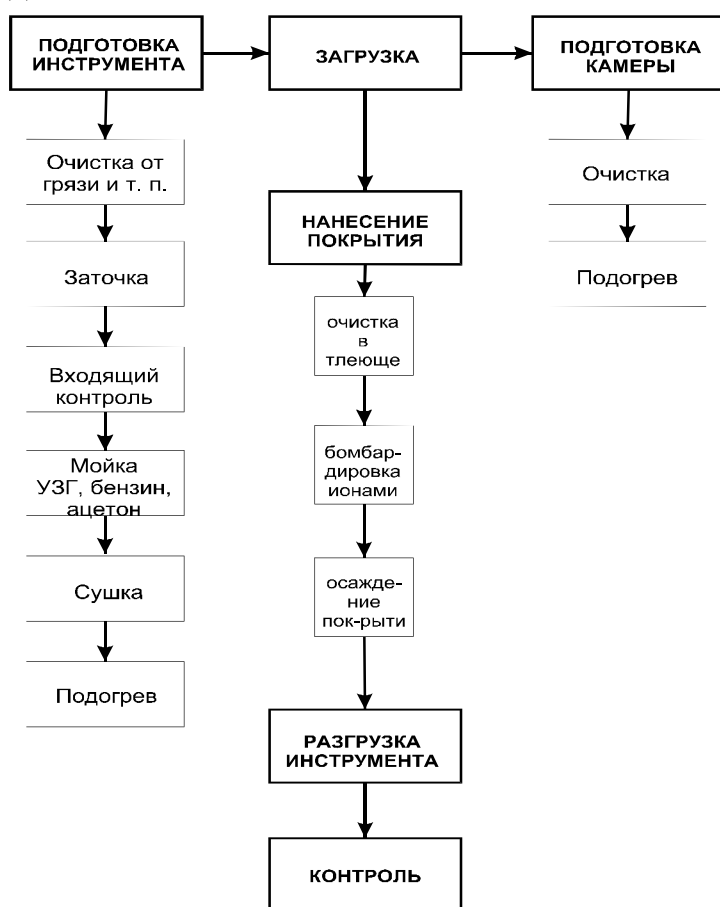 ПОДГОТОВКА
ИНСТРУМЕНТА
ЗАГРУЗКА
ПОДГОТОВКА
КАМЕРЫ
Очистка от
грязи и т. п.
Заточка
Входящий
контроль
Мойка
УЗГ, бензин,
ацетон
Сушка
Подогрев
НАНЕСЕНИЕ
ПОКРЫТИЯ
очистка
в
тлеюще
бомбар-
дировка
ионами
осажде-
ние
пок-рыти
РАЗГРУЗКА
ИНСТРУМЕНТА
КОНТРОЛЬ
Очистка
Подогрев